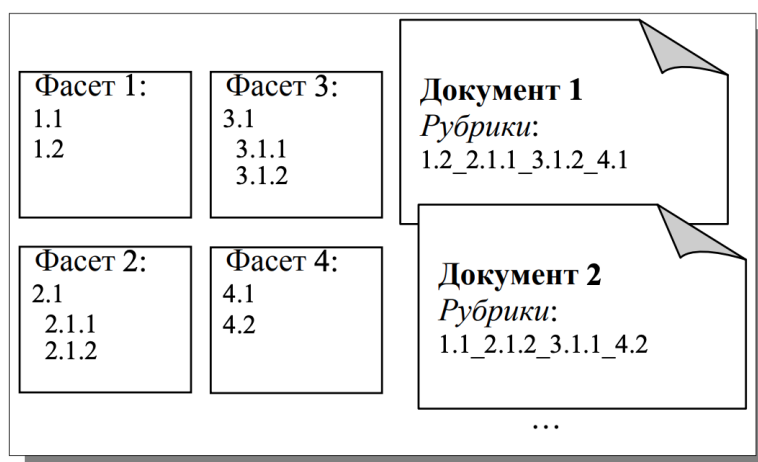 Фасет 1:
1.1
1.2
Фасет 3:
3.1
3.1.1
3.1.2
Фасет 2:
2.1
2.1.1
2.1.2
Фасет 4:
4.1
4.2
Документ 1
Рубрики:
1.2_2.1.1_3.1.2_4.1
Документ 2
Рубрики:
1.1_2.1.2_3.1.1_4.2
...